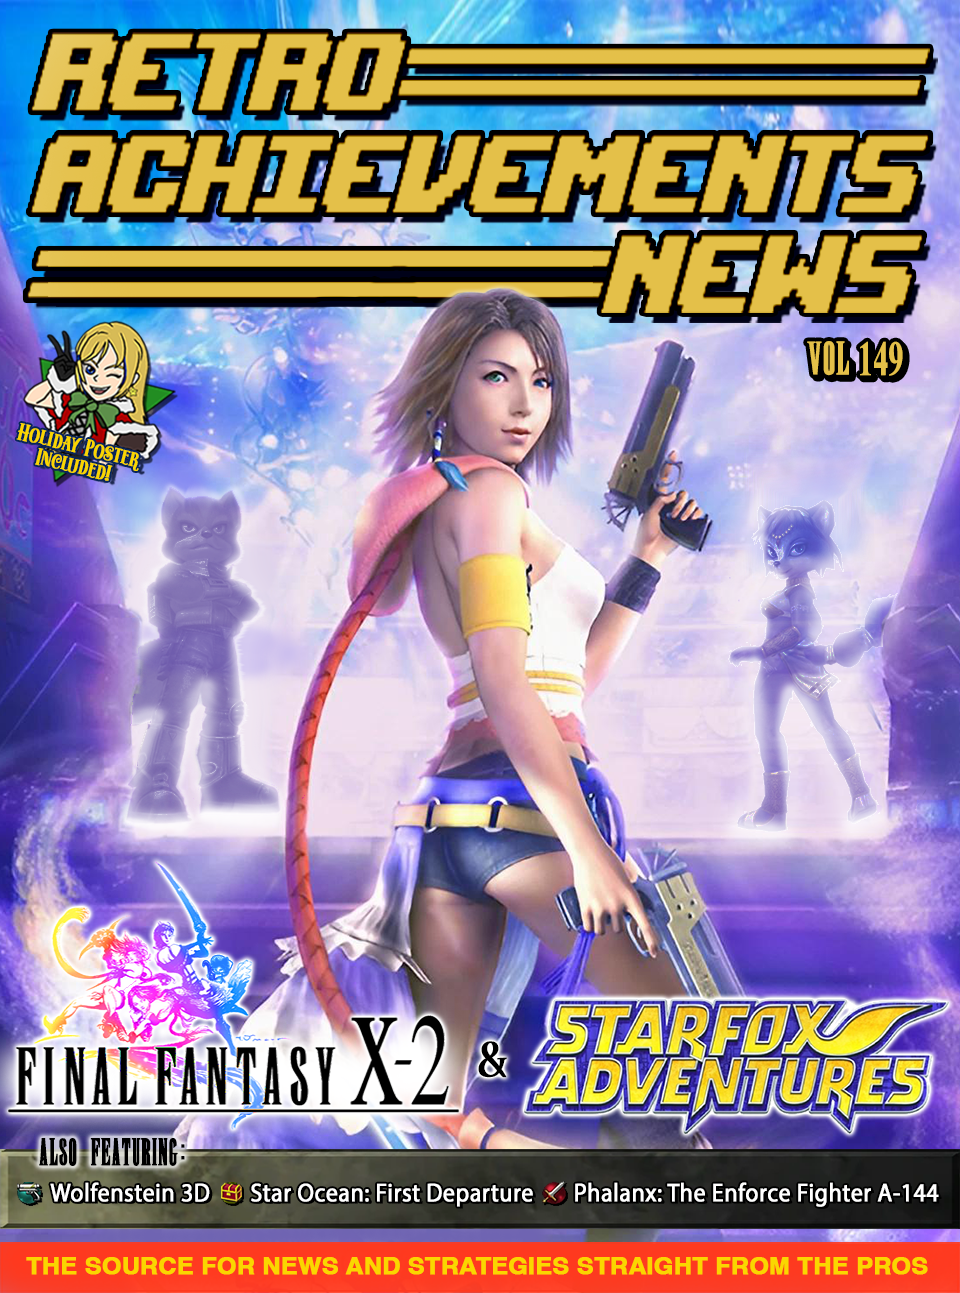 RETRO
ACHIEVEMENTS
NEWS
VOL 149
HOLIDAY POSTER
INCLUDED!
FINAL FANTASY X-2
&
STARFOX
ADVENTURES
ALSO FEATURING:
Wolfenstein 3D Star Ocean: First Departure Phalanx: The Enforce Fighter A-144
THE SOURCE FOR NEWS AND STRATEGIES STRAIGHT FROM THE PROS